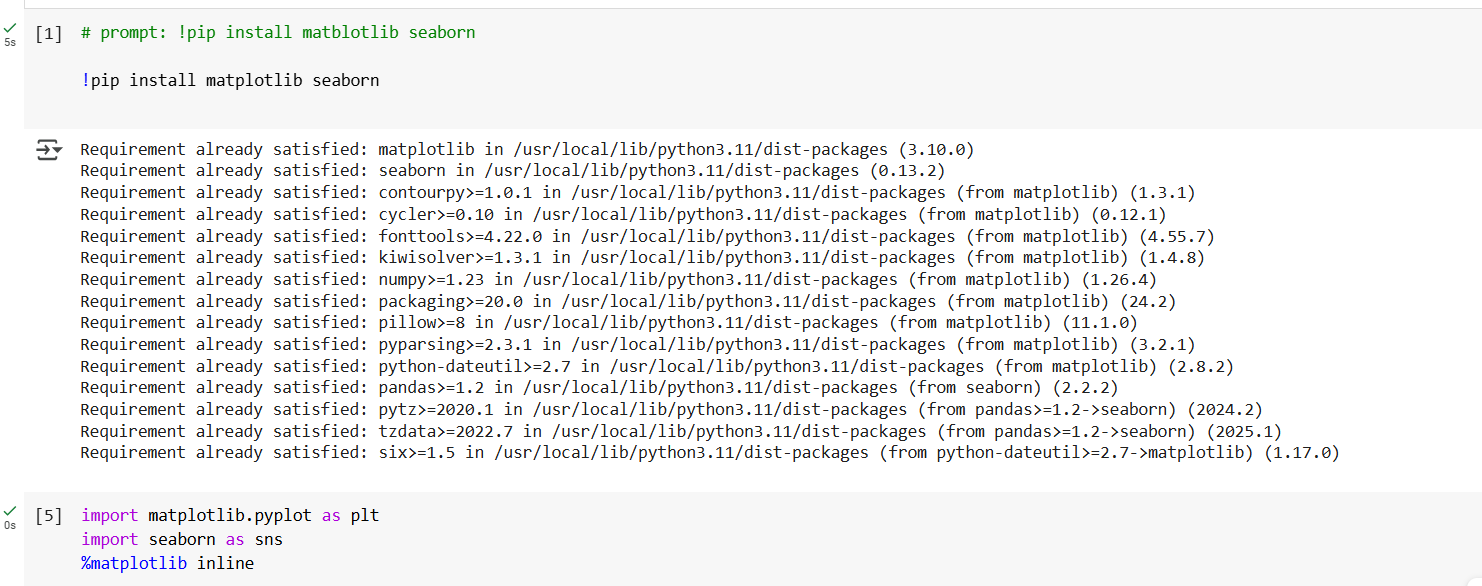 [1] # prompt: !pip install matblotlib seaborn
5s
!pip install matplotlib seaborn
Requirement already satisfied: matplotlib in /usr/local/lib/python3.11/dist-packages (3.10.0)
Requirement already satisfied: seaborn in /usr/local/lib/python3.11/dist-packages (0.13.2)
Requirement already satisfied: contourpy>=1.0.1 in /usr/local/lib/python3.11/dist-packages (from matplotlib) (1.3.1)
Requirement already satisfied: cycler>=0.10 in /usr/local/lib/python3.11/dist-packages (from matplotlib) (0.12.1)
Requirement already satisfied: fonttools>=4.22.0 in /usr/local/lib/python3.11/dist-packages (from matplotlib) (4.55.7)
Requirement already satisfied: kiwisolver>=1.3.1 in /usr/local/lib/python3.11/dist-packages (from matplotlib) (1.4.8)
Requirement already satisfied: numpy>=1.23 in /usr/local/lib/python3.11/dist-packages (from matplotlib) (1.26.4)
Requirement already satisfied: packaging>=20.0 in /usr/local/lib/python3.11/dist-packages (from matplotlib) (24.2)
Requirement already satisfied: pillow>=8 in /usr/local/lib/python3.11/dist-packages (from matplotlib) (11.1.0)
Requirement already satisfied: pyparsing>=2.3.1 in /usr/local/lib/python3.11/dist-packages (from matplotlib) (3.2.1)
Requirement already satisfied: python-dateutil>=2.7 in /usr/local/lib/python3.11/dist-packages (from matplotlib) (2.8.2)
Requirement already satisfied: pandas>=1.2 in /usr/local/lib/python3.11/dist-packages (from seaborn) (2.2.2)
Requirement already satisfied: pytz>=2020.1 in /usr/local/lib/python3.11/dist-packages (from pandas>=1.2->seaborn) (2024.2)
Requirement already satisfied: tzdata>=2022.7 in /usr/local/lib/python3.11/dist-packages (from pandas>=1.2->seaborn) (2025.1)
Requirement already satisfied: six>=1.5 in /usr/local/lib/python3.11/dist-packages (from python-dateutil>=2.7->matplotlib) (1.17.0)
[5] import matplotlib.pyplot as plt
0s
import seaborn as sns
%matplotlib inline